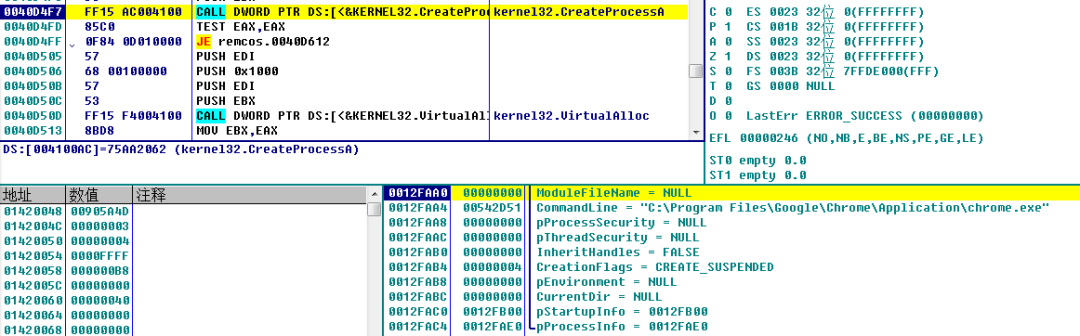 0040D4F7 FF15 AC004100 CALL DWORD PTR DS:[<&KERNEL32.CreateProc kernel32.CreateProcessA
0040D4FD 85C0 TEST EAX,EAX
0040D4FF 0F84 0D010000 JE remcos.0040D612
0040D505 57 PUSH EDI
0040D506 68 00100000 PUSH 0x1000
0040D50B 57 PUSH EDI
0040D50C 53 PUSH EBX
0040D50D FF15 F4004100 CALL DWORD PTR DS:[<&KERNEL32.VirtualAll kernel32.VirtualAlloc
0040D513 8BD8 MOV EBX,EAX
DS:[004100AC]=75AA2062 (kernel32.CreateProcessA)
C 0 ES 0023 32位 0(FFFFFFFF)
P 1 CS 001B 32位 0(FFFFFFFF)
A 0 SS 0023 32位 0(FFFFFFFF)
Z 1 DS 0023 32位 0(FFFFFFFF)
S 0 FS 003B 32位 7FFDE000(FFF)
T 0 GS 0000 NULL
D 0
O 0 LastErr ERROR_SUCCESS (00000000)
EFL 00000246 (NO,NB,E,BE,NS,PE,GE,LE)
ST0 empty 0.0
ST1 empty 0.0
地址 数值 注释
01420048 00905A4D
0142004C 00000003
01420050 00000004
01420054 0000FFFF
01420058 000000B8
0142005C 00000000
01420060 00000040
01420064 00000000
01420068 00000000
0012FAA0 00000000 ModuleFileName = NULL
0012FAA4 00542D51 CommandLine = "C:\Program Files\Google\Chrome\Application\chrome.exe"
0012FAA8 00000000 pProcessSecurity = NULL
0012FAAC 00000000 pThreadSecurity = NULL
0012FAB0 00000000 InheritHandles = FALSE
0012FAB4 00000004 CreationFlags = CREATE_SUSPENDED
0012FAB8 00000000 pEnvironment = NULL
0012FABC 00000000 CurrentDir = NULL
0012FAC0 0012FB00 pStartupInfo = 0012FB00
0012FAC4 0012FAE0 pProcessInfo = 0012FAE0